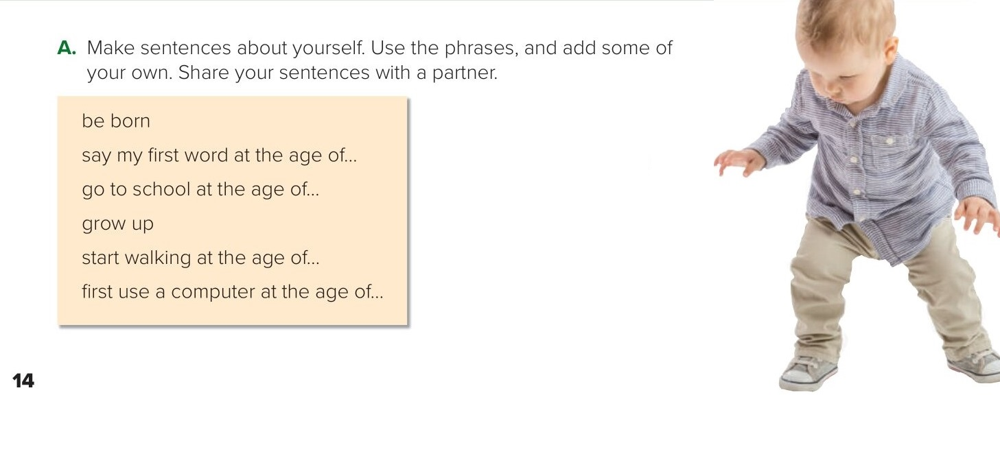 A. Make sentences about yourself. Use the phrases, and add some of
your own. Share your sentences with a partner.
be born
say my first word at the age of...
go to school at the age of...
grow up
start walking at the age of...
first use a computer at the age of...
14